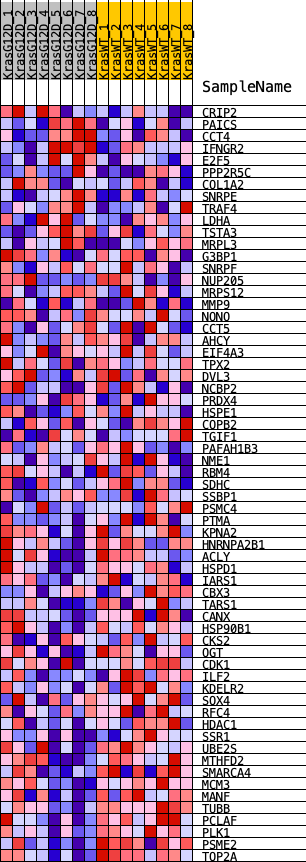 KrasG12D_1
KrasG12D_2
KrasG12D_3
KrasG12D_4
KrasG12D_5
KrasG12D_6
KrasG12D_7
KrasG12D_8
KrasWT_1
KrasWT_2
KrasWT_3
KrasWT_4
KrasWT_5
KrasWT_6
KrasWT_7
KrasWT_8
SampleName
CRIP2
PAICS
CCT4
IFNGR2
E2F5
PPP2R5C
COL1A2
SNRPE
TRAF4
LDHA
TSTA3
MRPL3
G3BP1
SNRPF
NUP205
MRPS12
MMP9
NONO
CCT5
AHCY
EIF4A3
TPX2
DVL3
NCBP2
PRDX4
HSPE1
COPB2
TGIF1
PAFAH1B3
NME1
RBM4
SDHC
SSBP1
PSMC4
PTMA
KPNA2
HNRNPA2B1
ACLY
HSPD1
IARS1
CBX3
TARS1
CANX
HSP90B1
CKS2
OGT
CDK1
ILF2
KDELR2
SOX4
RFC4
HDAC1
SSR1
UBE2S
MTHFD2
SMARCA4
MCM3
MANF
TUBB
PCLAF
PLK1
PSME2
TOP2A